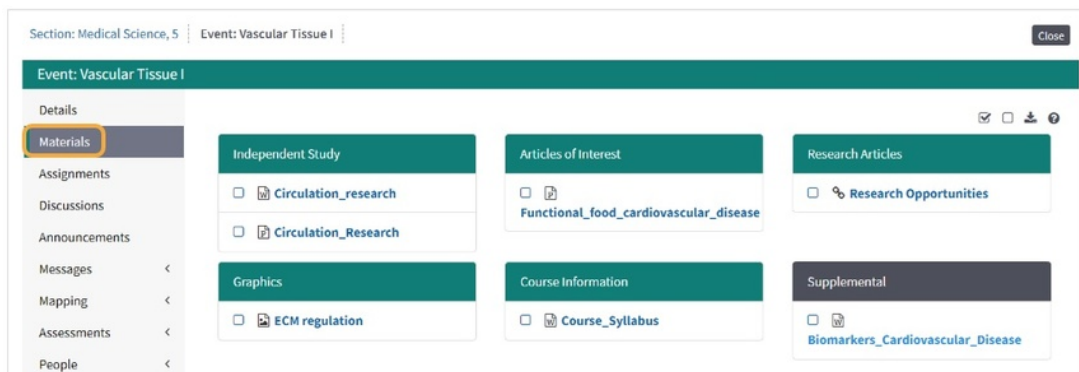 Section: Medical Science, 5
Event: Vascular Tissue I
Close
Event: Vascular Tissue I
Details
Materials
Assignments
Discussions
Announcements
Messages
Mapping
Assessments
People
Independent Study
Circulation_research
Circulation_Research
Articles of Interest
Functional_food_cardiovascular_disease
Research Articles
Research Opportunities
Graphics
ECM regulation
Course Information
Course_Syllabus
Supplemental
Biomarkers_Cardiovascular_Disease